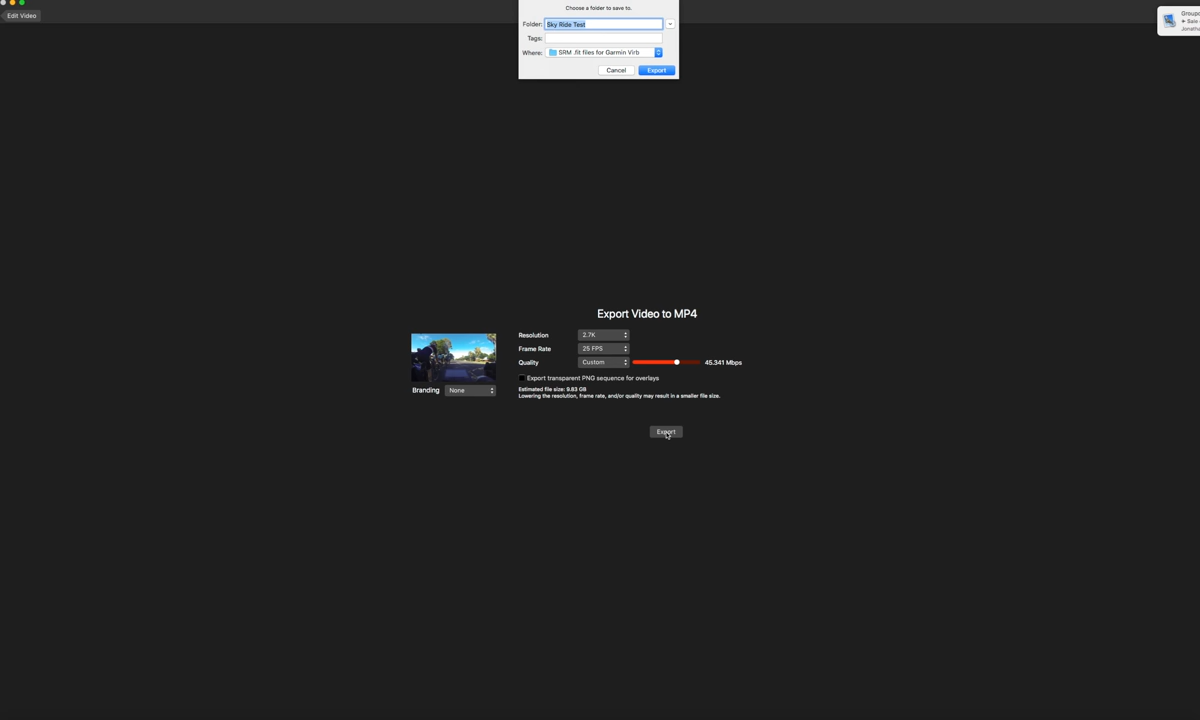 Choose a folder to save to.
Edit Video
Folder: Sky Ride Test
Tags:
Where: SRM .fit files for Garmin Virb
Cancel Export
Export Video to MP4
Resolution 2.7K
Frame Rate 25 FPS
Quality Custom 45.341 Mbps
Export transparent PNG sequence for overlays
Branding None
Estimated file size: 9.83 GB
Lowering the resolution, frame rate, and/or quality may result in a smaller file size.
Export